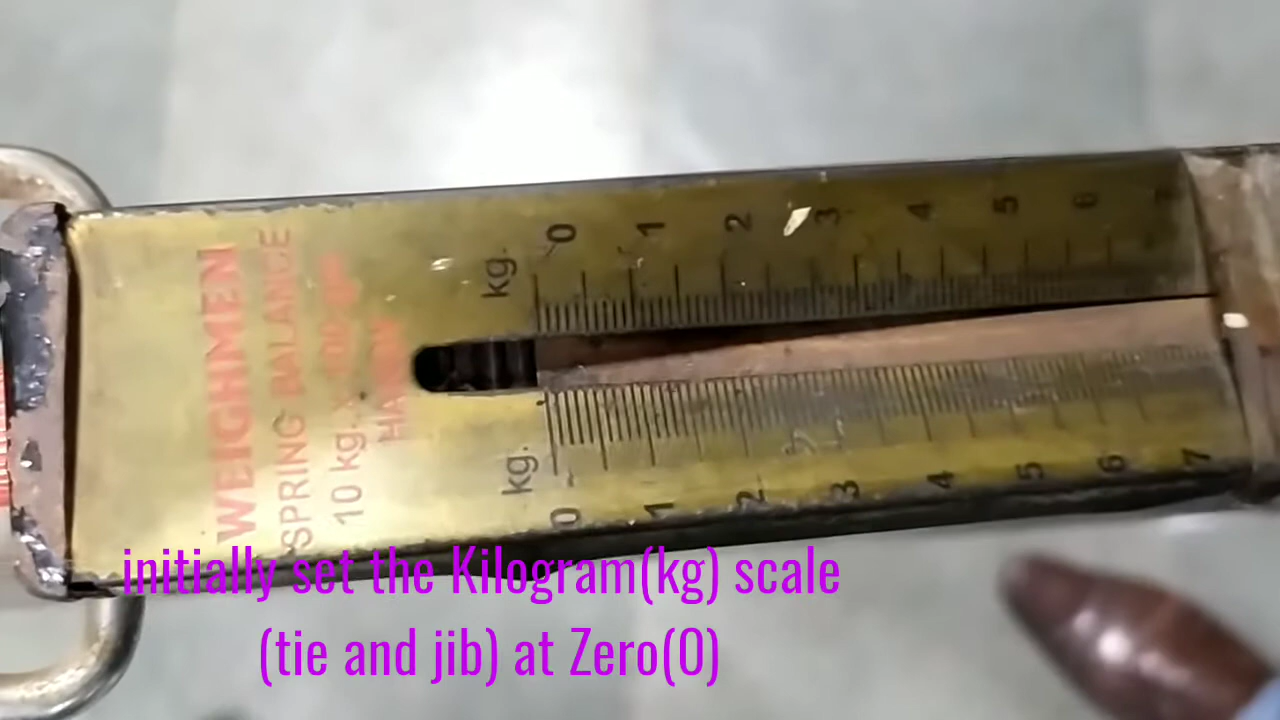 WEIGHMEN
SPRING BALANCE
10 kg.
kg.
0 1 2 3 4 5 6
kg.
0 1 2 3 4 5 6 7
initially set the Kilogram(kg) scale
(tie and jib) at Zero(0)